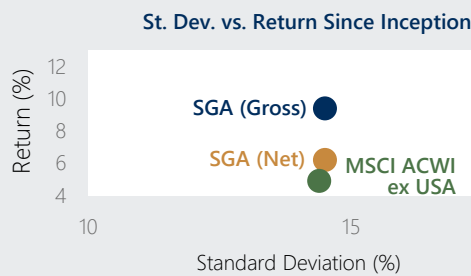 St. Dev. vs. Return Since Inception
Return (%)
12
10
8
6
4
SGA (Gross)
SGA (Net)
MSCI ACWI
ex USA
10
15
Standard Deviation (%)